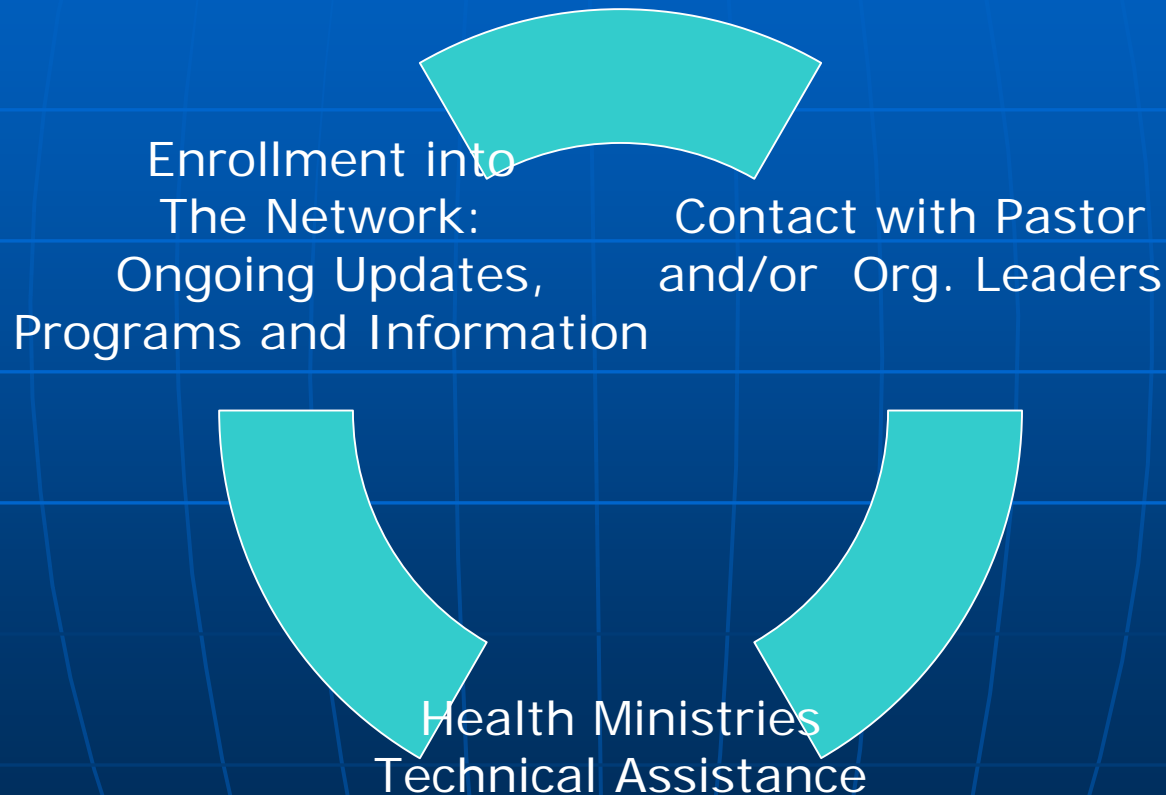 Enrollment into
The Network:
Ongoing Updates,
Programs and Information
Contact with Pastor
and/or Org. Leaders
Health Ministries
Technical Assistance